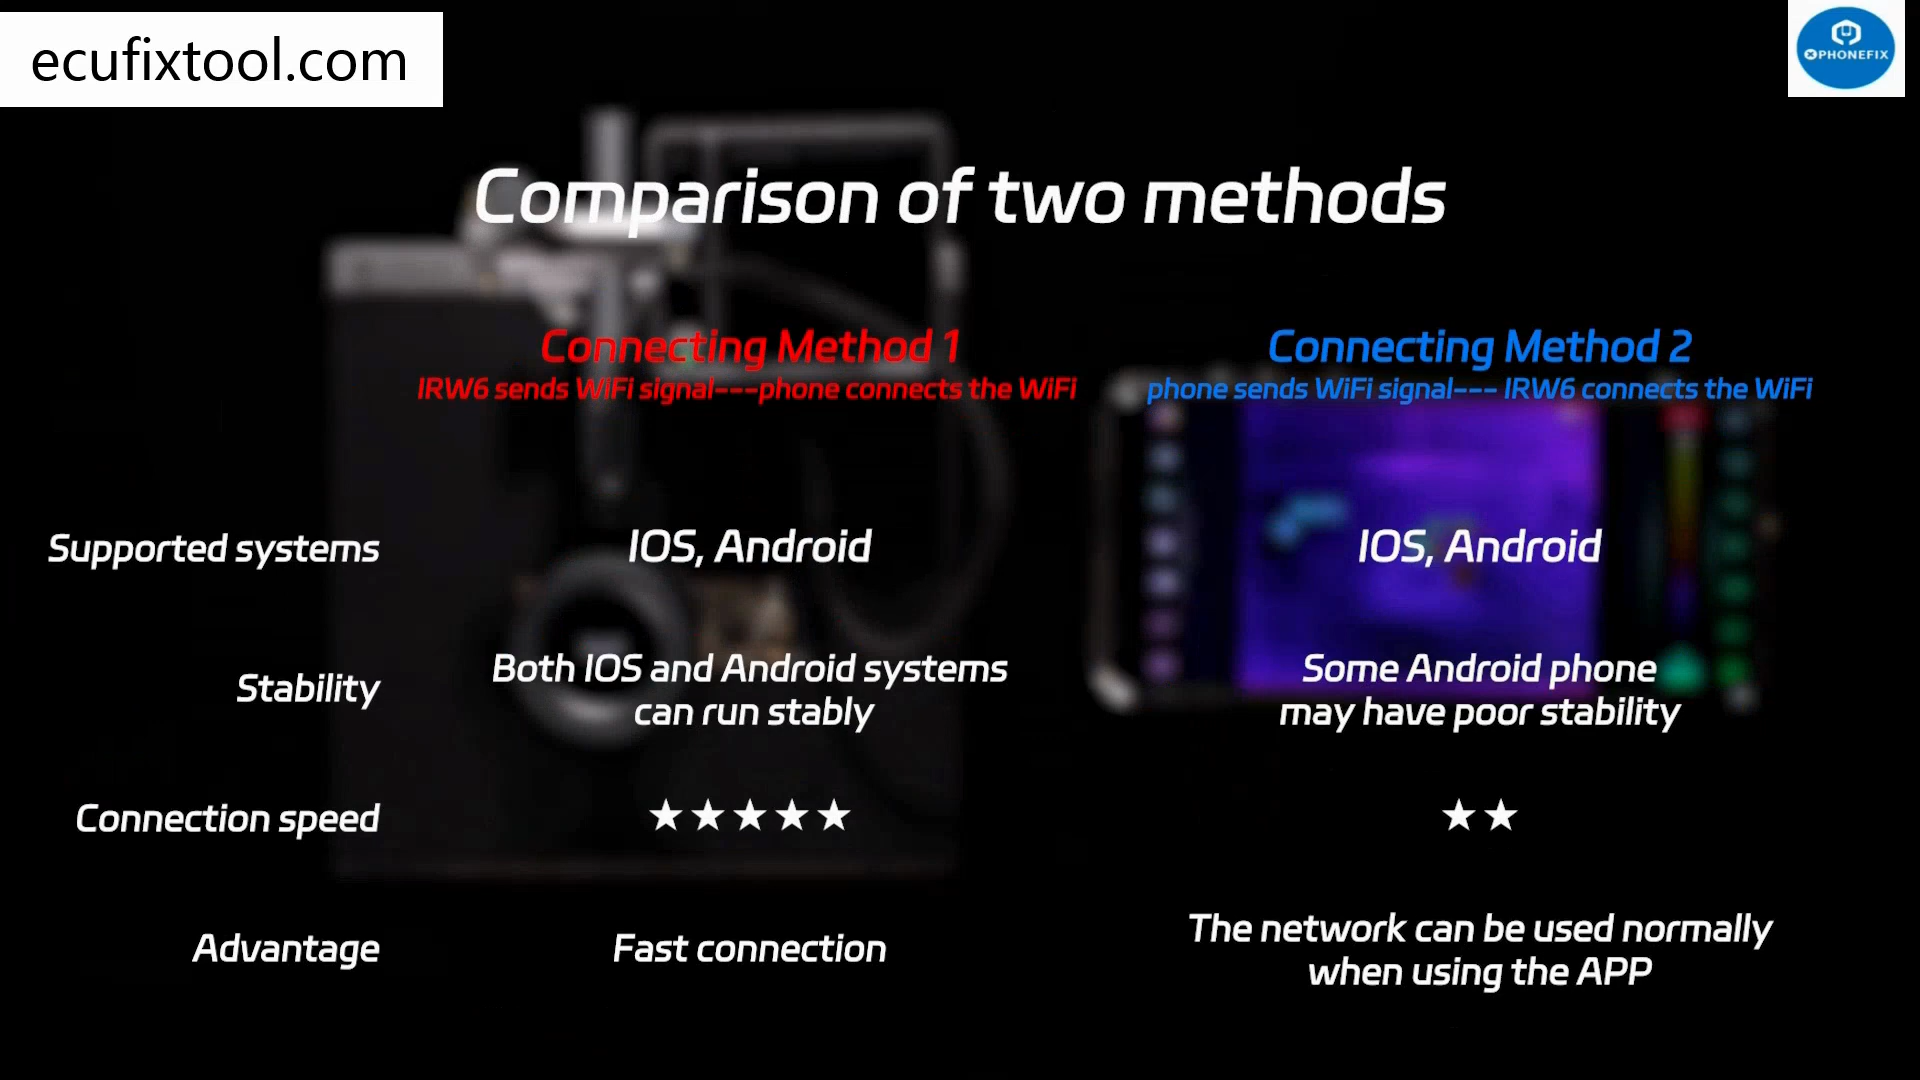 ecufixtool.com
XPHONEFIX
Comparison of two methods
Connecting Method 1
IRW6 sends WiFi signal---phone connects the WiFi
Connecting Method 2
phone sends WiFi signal--- IRW6 connects the WiFi
Supported systems
IOS, Android
IOS, Android
Stability
Both IOS and Android systems
can run stably
Some Android phone
may have poor stability
Connection speed
★★★★★
★★
Advantage
Fast connection
The network can be used normally
when using the APP